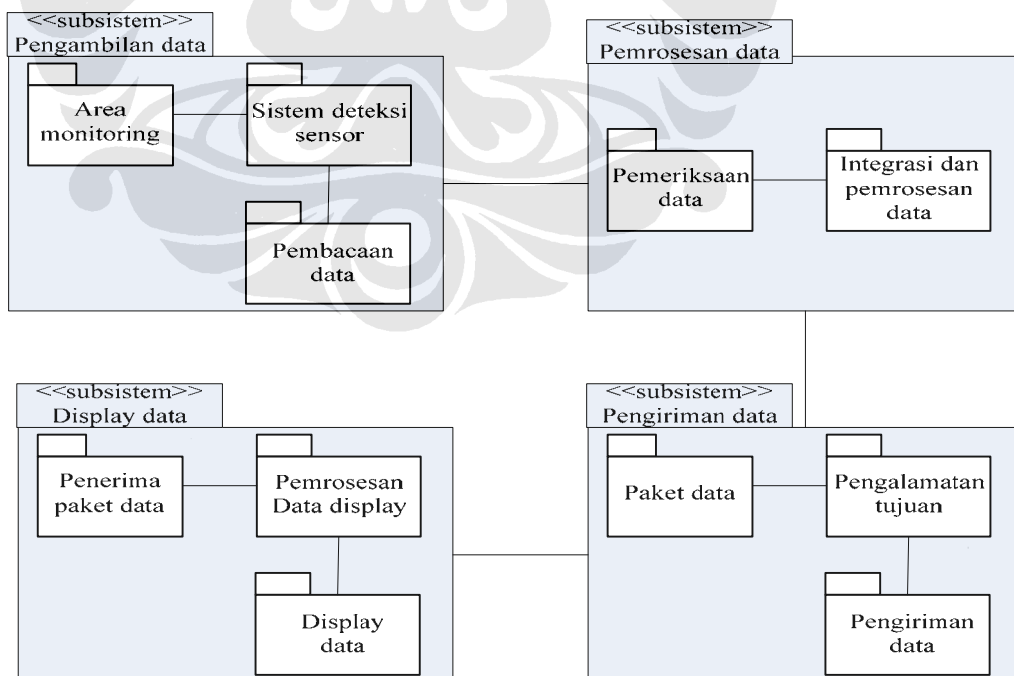 <<subsistem>>
Pengambilan data
Area
monitoring
Sistem deteksi
sensor
Pembacaan
data
<<subsistem>>
Pemrosesan data
Pemeriksaan
data
Integrasi dan
pemrosesan
data
<<subsistem>>
Display data
Penerima
paket data
Pemrosesan
Data display
Display
data
<<subsistem>>
Pengiriman data
Paket data
Pengalamatan
tujuan
Pengiriman
data